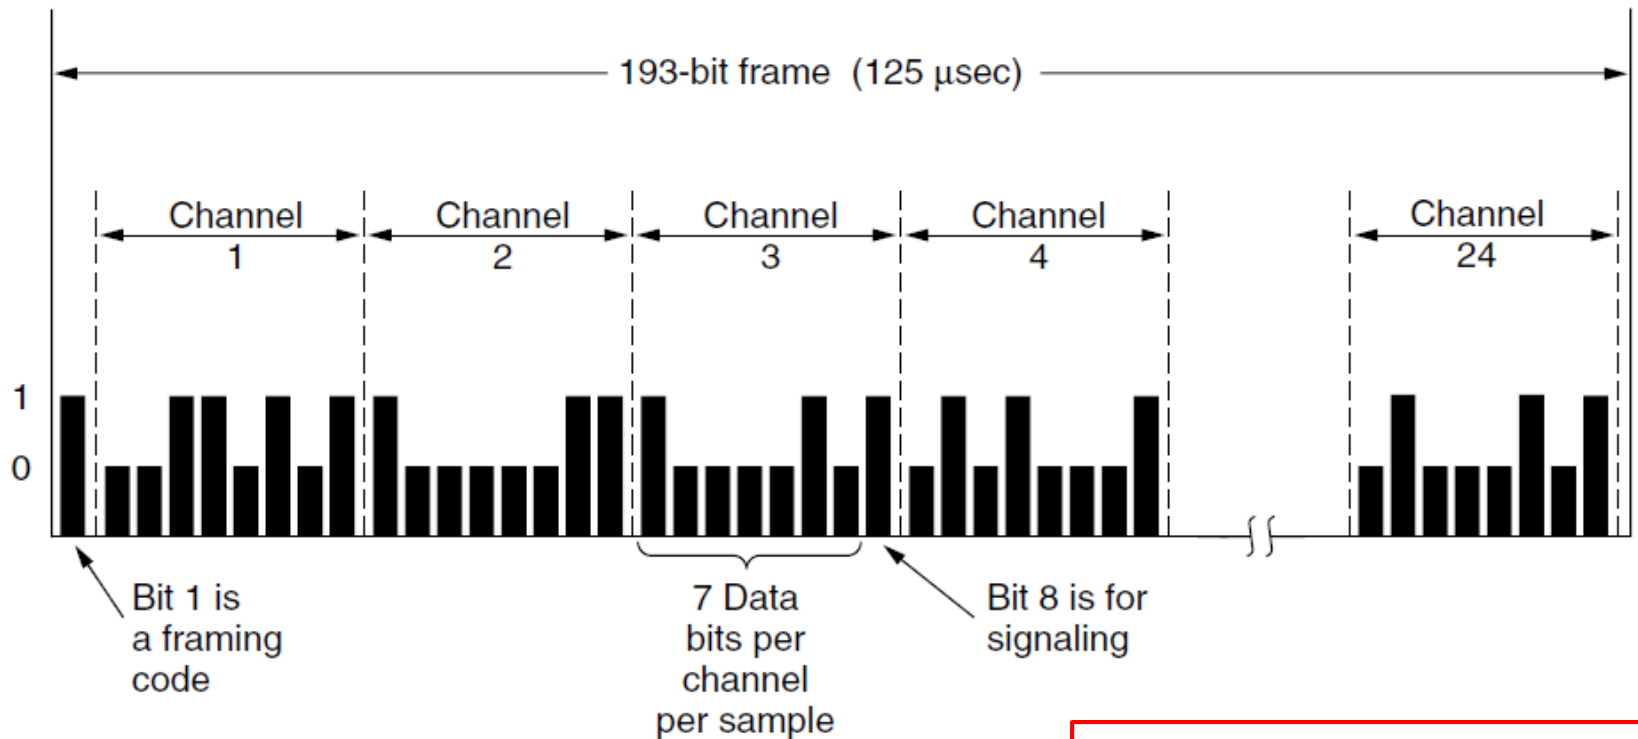 193-bit frame (125 μsec)
Channel
1
Channel
2
Channel
3
Channel
4
Channel
24
1
0
Bit 1 is
a framing
code
7 Data
bits per
channel
per sample
Bit 8 is for
signaling